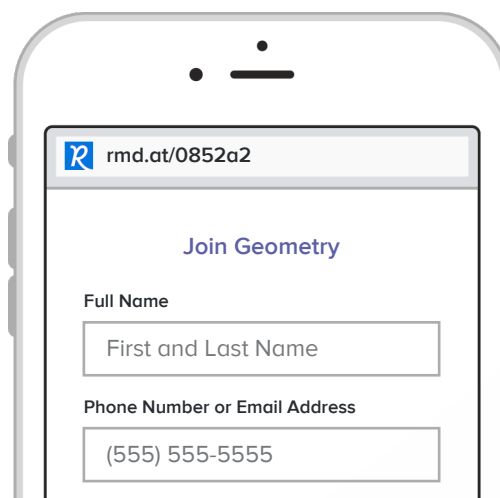 rmd.at/0852a2
Join Geometry
Full Name
First and Last Name
Phone Number or Email Address
(555) 555-5555